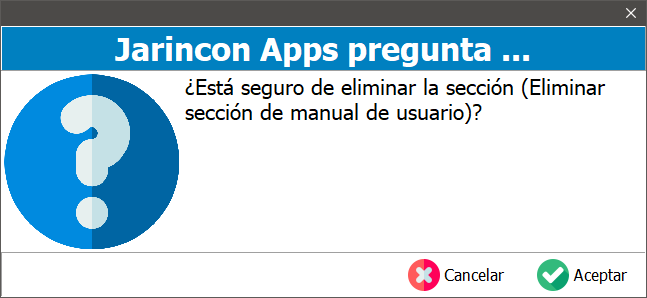 Jarincon Apps pregunta ...
¿Está seguro de eliminar la sección (Eliminar
sección de manual de usuario)?
Cancelar
Aceptar